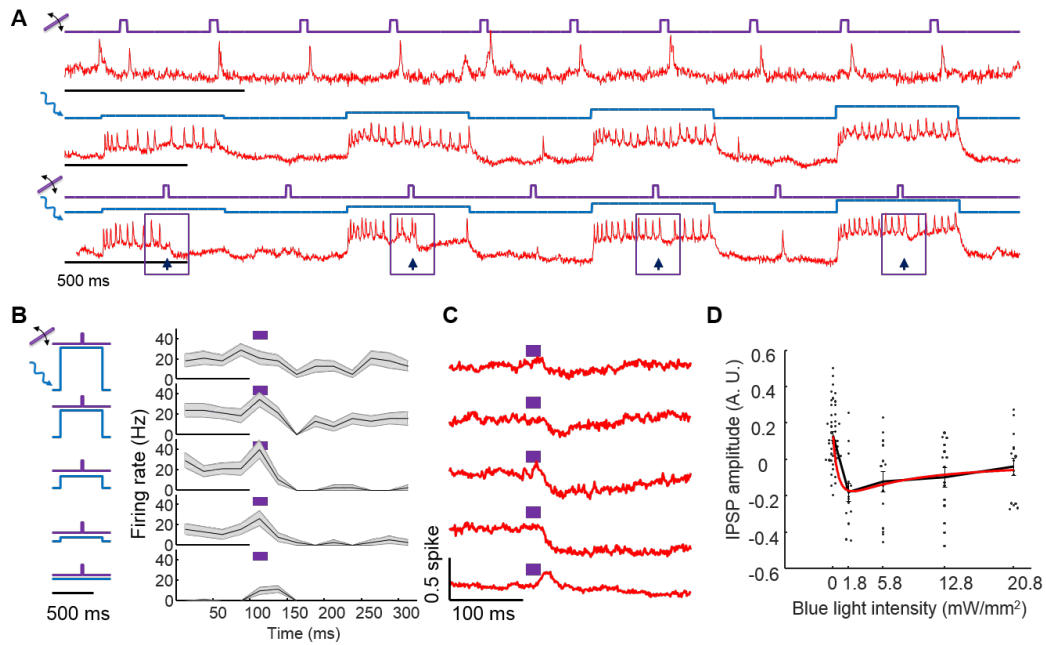 A
500 ms
B
C
D
40
20
0
40
20
0
40
20
0
40
20
0
40
20
0
Firing rate (Hz)
500 ms
50 100 150 200 250 300
Time (ms)
0.5 spike
100 ms
IPSP amplitude (A. U.)
0.6
0.4
0.2
0
-0.2
-0.4
-0.6
0 1.8 5.8 12.8 20.8
Blue light intensity (mW/mm²)